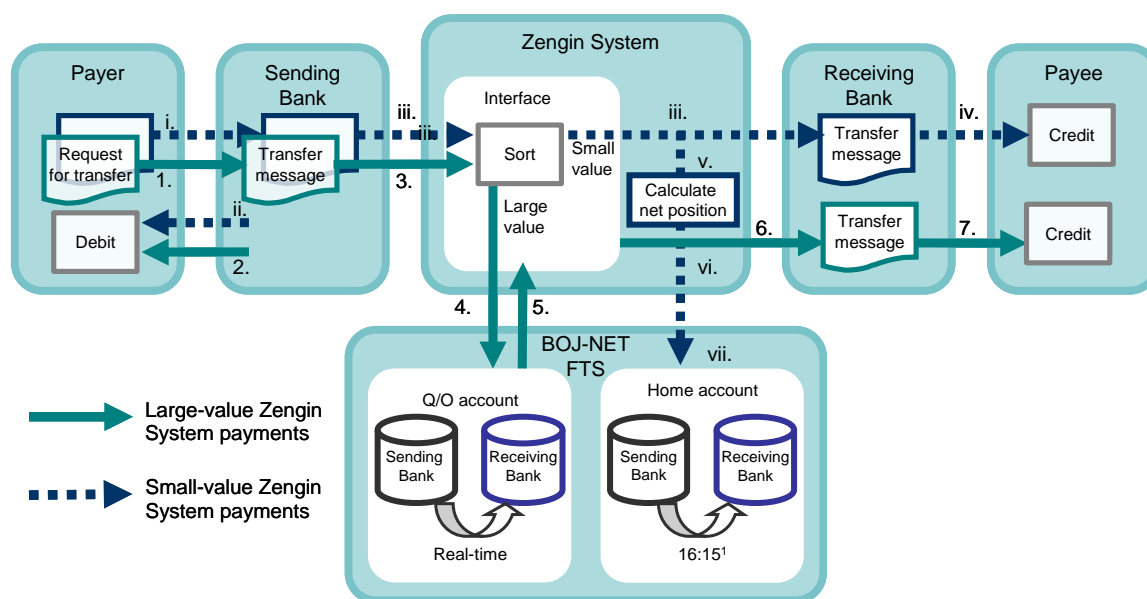 Zengin System
Payer
Sending
Bank
Receiving
Bank
Payee
Interface
i.
iii.
iii.
iii.
iv.
Request
for transfer
Transfer
message
Sort
Small
value
Transfer
message
Credit
1.
3.
v.
Calculate
net position
Large
value
ii.
Debit
2.
6.
Transfer
message
7.
Credit
vi.
4.
5.
BOJ-NET
FTS
vii.
Q/O account
Home account
Sending
Bank
Receiving
Bank
Sending
Bank
Receiving
Bank
Real-time
16:15¹
Large-value Zengin
System payments
Small-value Zengin
System payments